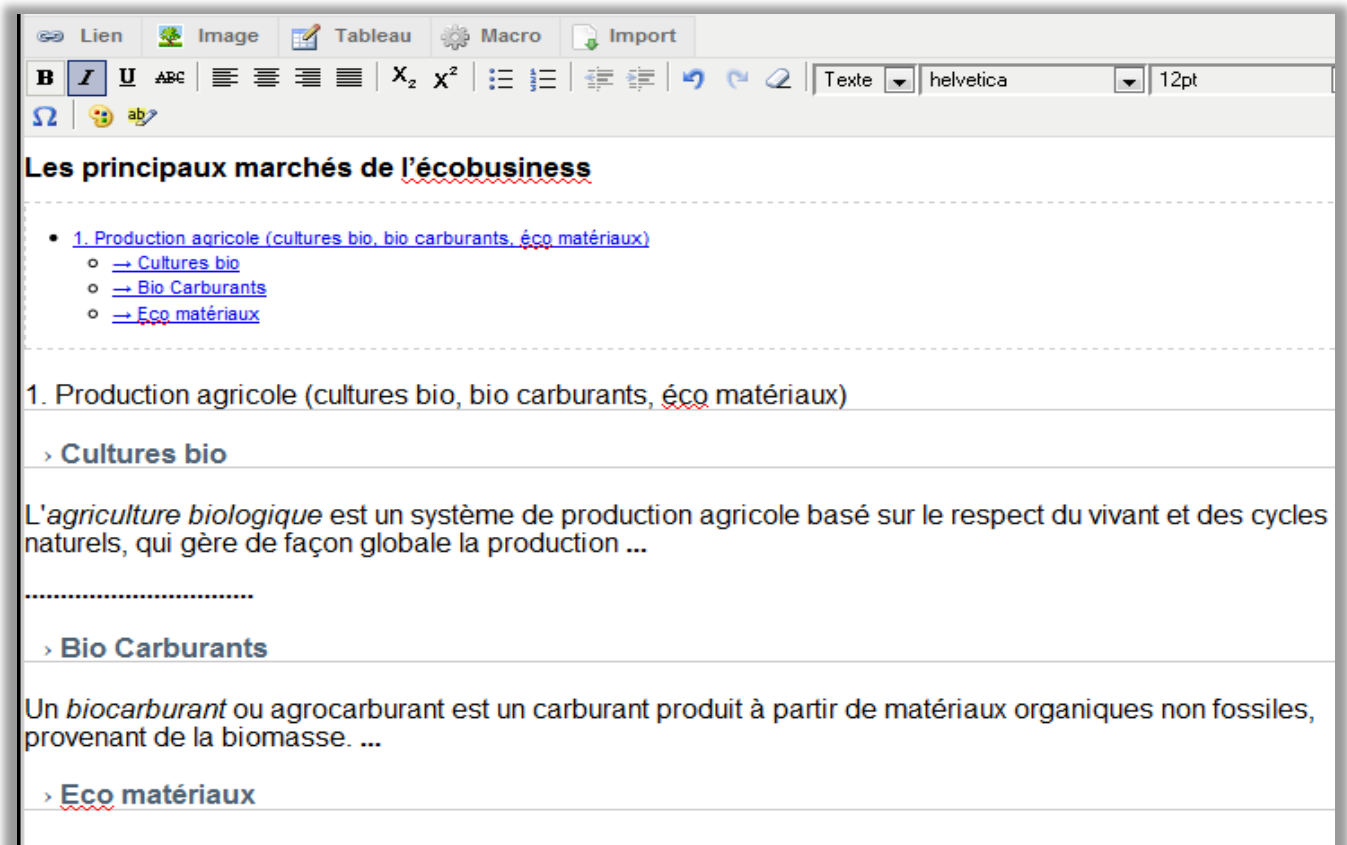 Lien Image Tableau Macro Import
B I U ABC X₂ X² Texte helvetica 12pt
Ω ab
Les principaux marchés de l’écobusiness
• 1. Production agricole (cultures bio, bio carburants, éco matériaux)
o → Cultures bio
o → Bio Carburants
o → Eco matériaux
1. Production agricole (cultures bio, bio carburants, éco matériaux)
› Cultures bio
L'agriculture biologique est un système de production agricole basé sur le respect du vivant et des cycles
naturels, qui gère de façon globale la production ...
................................
› Bio Carburants
Un biocarburant ou agrocarburant est un carburant produit à partir de matériaux organiques non fossiles,
provenant de la biomasse. ...
› Eco matériaux